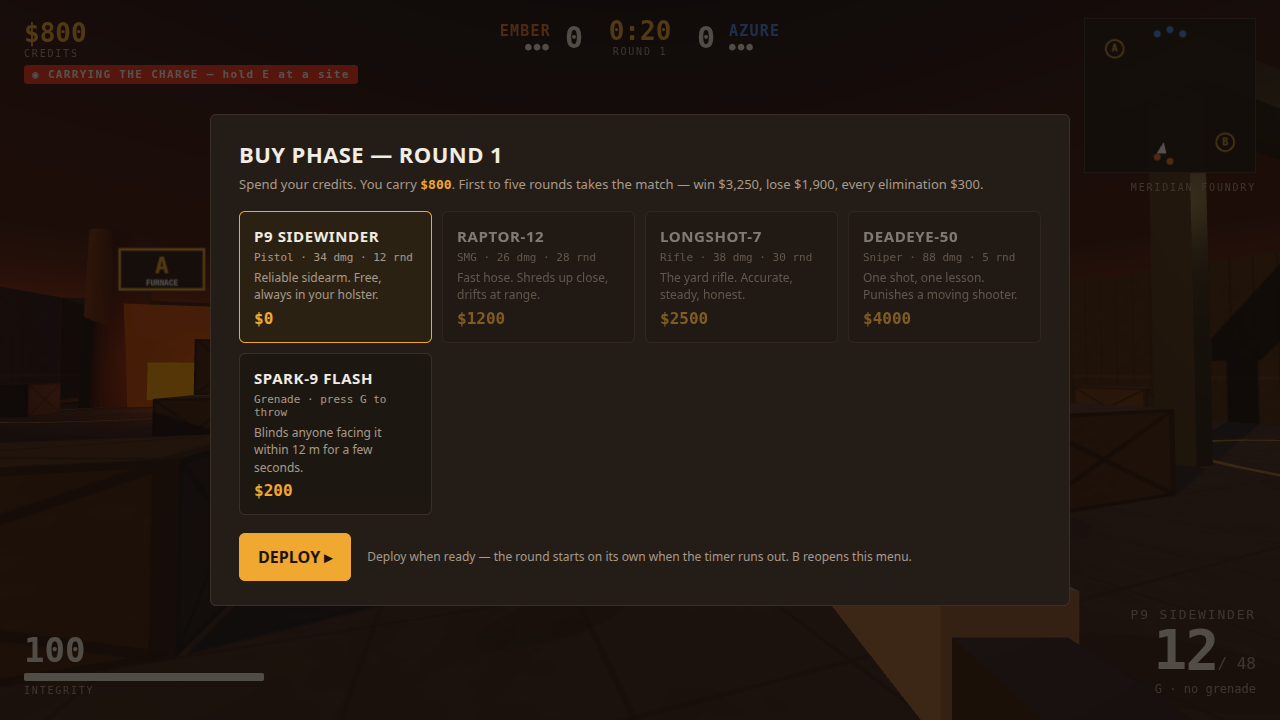 $800
CREDITS
◉ CARRYING THE CHARGE — hold E at a site
EMBER 0 0:20 0 AZURE
ROUND 1
A
B
MERIDIAN FOUNDRY
A
FURNACE
BUY PHASE — ROUND 1
Spend your credits. You carry $800. First to five rounds takes the match — win $3,250, lose $1,900, every elimination $300.
P9 SIDEWINDER
Pistol · 34 dmg · 12 rnd
Reliable sidearm. Free,
always in your holster.
$0
RAPTOR-12
SMG · 26 dmg · 28 rnd
Fast hose. Shreds up close,
drifts at range.
$1200
LONGSHOT-7
Rifle · 38 dmg · 30 rnd
The yard rifle. Accurate,
steady, honest.
$2500
DEADEYE-50
Sniper · 88 dmg · 5 rnd
One shot, one lesson.
Punishes a moving shooter.
$4000
SPARK-9 FLASH
Grenade · press G to
throw
Blinds anyone facing it
within 12 m for a few
seconds.
$200
DEPLOY ▸
Deploy when ready — the round starts on its own when the timer runs out. B reopens this menu.
100
INTEGRITY
P9 SIDEWINDER
12 / 48
G · no grenade